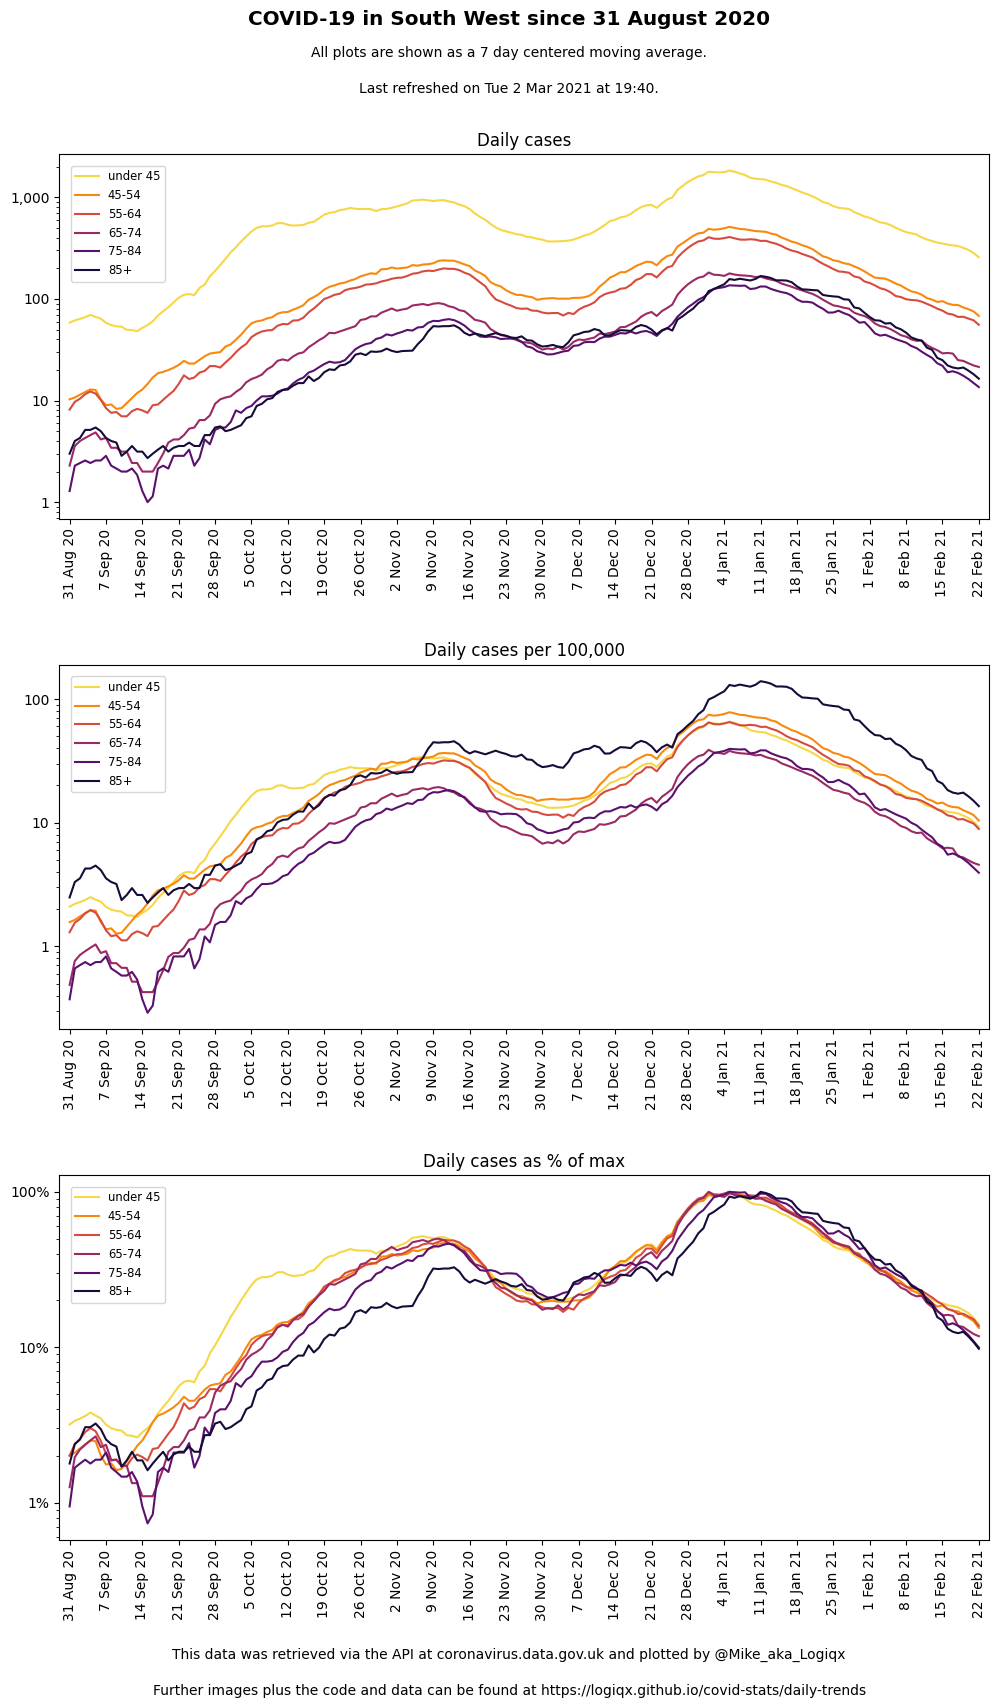 COVID-19 in South West since 31 August 2020
All plots are shown as a 7 day centered moving average.
Last refreshed on Tue 2 Mar 2021 at 19:40.
Daily cases
under 45
45-54
55-64
65-74
75-84
85+
1,000
100
10
1
31 Aug 20
7 Sep 20
14 Sep 20
21 Sep 20
28 Sep 20
5 Oct 20
12 Oct 20
19 Oct 20
26 Oct 20
2 Nov 20
9 Nov 20
16 Nov 20
23 Nov 20
30 Nov 20
7 Dec 20
14 Dec 20
21 Dec 20
28 Dec 20
4 Jan 21
11 Jan 21
18 Jan 21
25 Jan 21
1 Feb 21
8 Feb 21
15 Feb 21
22 Feb 21
Daily cases per 100,000
under 45
45-54
55-64
65-74
75-84
85+
100
10
1
31 Aug 20
7 Sep 20
14 Sep 20
21 Sep 20
28 Sep 20
5 Oct 20
12 Oct 20
19 Oct 20
26 Oct 20
2 Nov 20
9 Nov 20
16 Nov 20
23 Nov 20
30 Nov 20
7 Dec 20
14 Dec 20
21 Dec 20
28 Dec 20
4 Jan 21
11 Jan 21
18 Jan 21
25 Jan 21
1 Feb 21
8 Feb 21
15 Feb 21
22 Feb 21
Daily cases as % of max
under 45
45-54
55-64
65-74
75-84
85+
100%
10%
1%
31 Aug 20
7 Sep 20
14 Sep 20
21 Sep 20
28 Sep 20
5 Oct 20
12 Oct 20
19 Oct 20
26 Oct 20
2 Nov 20
9 Nov 20
16 Nov 20
23 Nov 20
30 Nov 20
7 Dec 20
14 Dec 20
21 Dec 20
28 Dec 20
4 Jan 21
11 Jan 21
18 Jan 21
25 Jan 21
1 Feb 21
8 Feb 21
15 Feb 21
22 Feb 21
This data was retrieved via the API at coronavirus.data.gov.uk and plotted by @Mike_aka_Logiqx
Further images plus the code and data can be found at https://logiqx.github.io/covid-stats/daily-trends